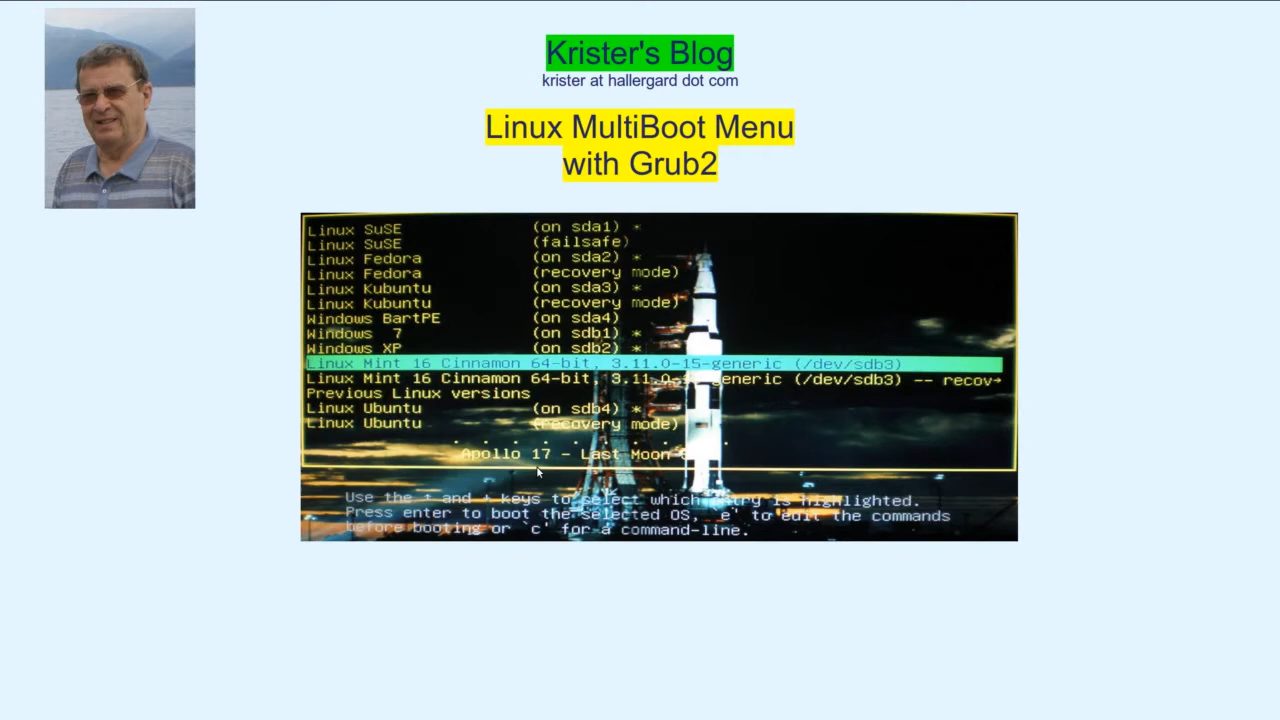 Krister's Blog
krister at hallergard dot com
Linux MultiBoot Menu
with Grub2
Linux SuSE (on sda1) *
Linux SuSE (failsafe)
Linux Fedora (on sda2) *
Linux Fedora (recovery mode)
Linux Kubuntu (on sda3) *
Linux Kubuntu (recovery mode)
Windows BartPE (on sda4)
Windows 7 (on sdb1) *
Windows XP (on sdb2) *
Linux Mint 16 Cinnamon 64-bit, 3.11.0-15-generic (/dev/sdb3)
Linux Mint 16 Cinnamon 64-bit, 3.11.0-15-generic (/dev/sdb3) -- recov→
Previous Linux versions
Linux Ubuntu (on sdb4) *
Linux Ubuntu (recovery mode)
. . . . . . . . . .
Apollo 17 - Last Moon
Use the and keys to select which entry is highlighted.
Press enter to boot the selected OS, `e' to edit the commands
before booting or `c' for a command-line.